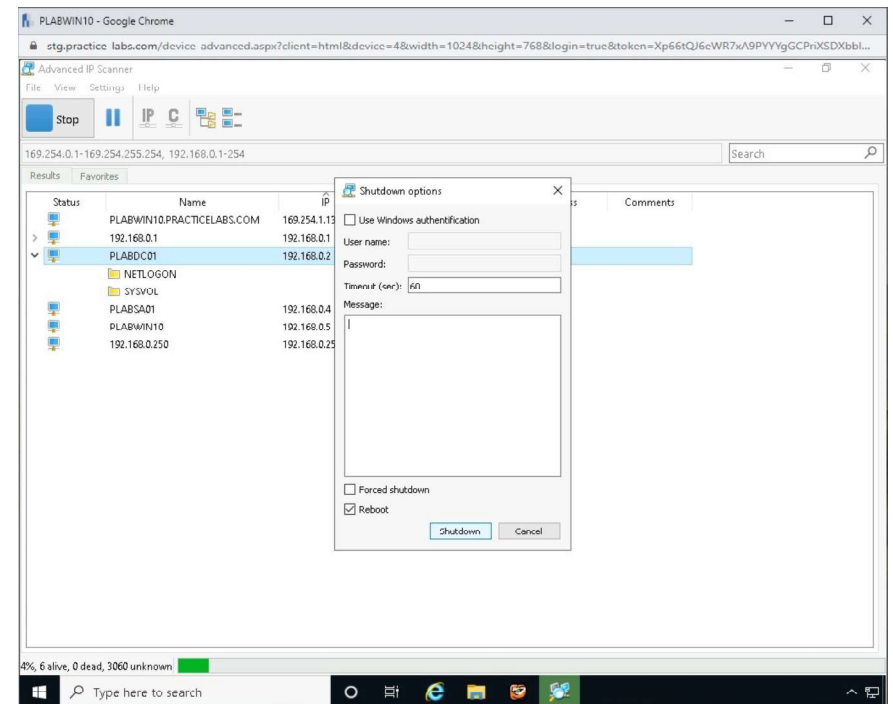 PLABWIN10 - Google Chrome
stg.practice-labs.com/device-advanced.aspx?client=html&device=4&width=1024&height=768&login=true&token=
Advanced IP Scanner
File View Settings Help
Stop
IP C
169.254.0.1-169.254.255.254, 192.168.0.1-254
Search
Results Favorites
Status Name IP Comments
PLABWIN10.PRACTICELABS.COM 169.254.1.13
192.168.0.1 192.168.0.1
PLABDC01 192.168.0.2
NETLOGON
SYSVOL
PLABSA01 192.168.0.4
PLABWIN10 192.168.0.5
192.168.0.250 192.168.0.25
Shutdown options
Use Windows authentification
User name:
Password:
Timeout (sec): 60
Message:
Forced shutdown
Reboot
Shutdown Cancel
4%, 6 alive, 0 dead, 3060 unknown
Type here to search